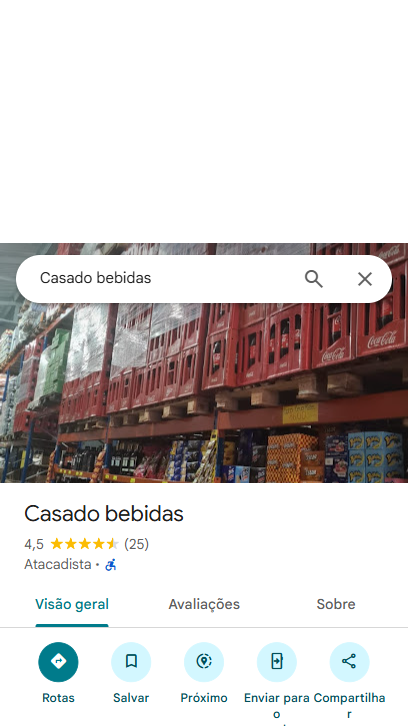 Casado bebidas
Coca-Cola
Coca-Cola
Casado bebidas
4,5 (25)
Atacadista ·
Visão geral Avaliações Sobre
Rotas Salvar Próximo Enviar para o Compartilhar